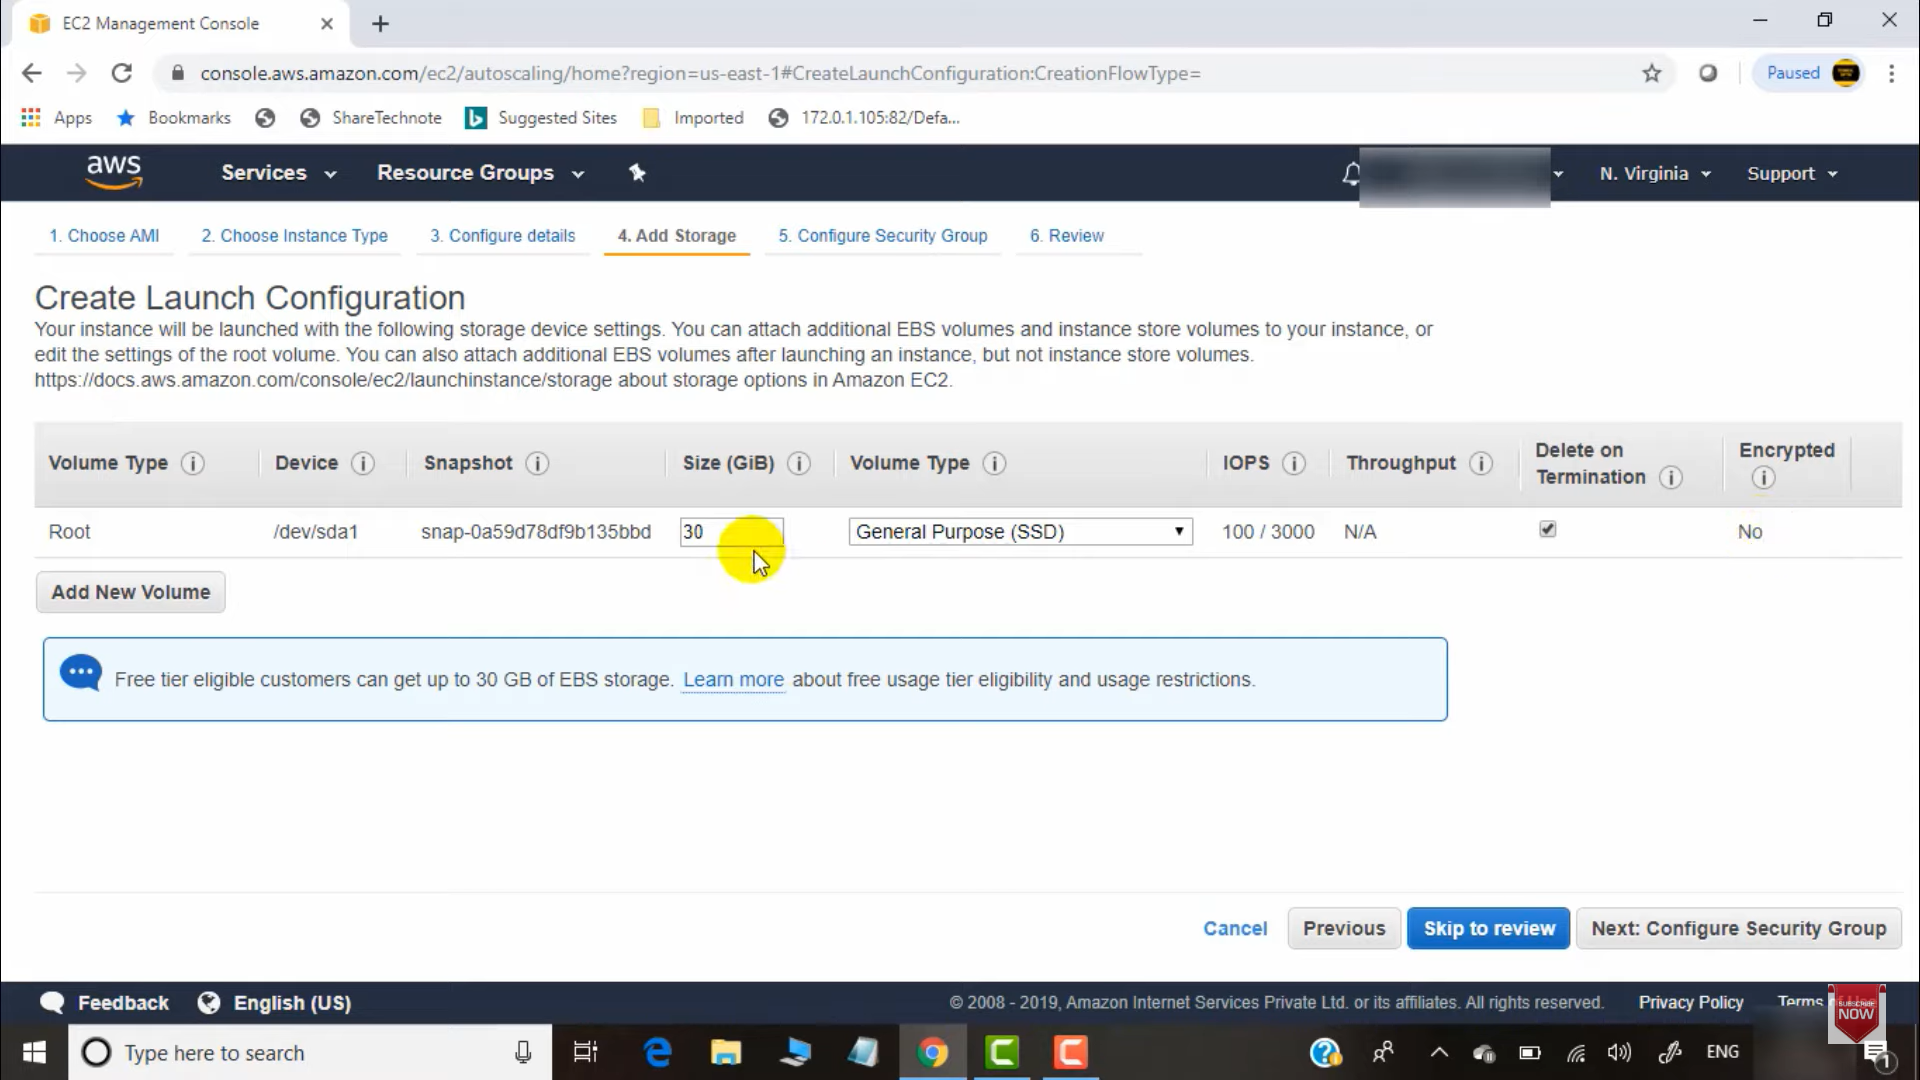 EC2 Management Console
console.aws.amazon.com/ec2/autoscaling/home?region=us-east-1#CreateLaunchConfiguration:CreationFlowType=
Paused
Apps Bookmarks ShareTechnote Suggested Sites Imported 172.0.1.105:82/Defa...
aws Services Resource Groups N. Virginia Support
1. Choose AMI 2. Choose Instance Type 3. Configure details 4. Add Storage 5. Configure Security Group 6. Review
Create Launch Configuration
Your instance will be launched with the following storage device settings. You can attach additional EBS volumes and instance store volumes to your instance, or
edit the settings of the root volume. You can also attach additional EBS volumes after launching an instance, but not instance store volumes.
https://docs.aws.amazon.com/console/ec2/launchinstance/storage about storage options in Amazon EC2.
Volume Type Device Snapshot Size (GiB) Volume Type IOPS Throughput Delete on Termination Encrypted
Root /dev/sda1 snap-0a59d78df9b135bbd 30 General Purpose (SSD) 100 / 3000 N/A No
Add New Volume
Free tier eligible customers can get up to 30 GB of EBS storage. Learn more about free usage tier eligibility and usage restrictions.
Cancel Previous Skip to review Next: Configure Security Group
Feedback English (US) © 2008 - 2019, Amazon Internet Services Private Ltd. or its affiliates. All rights reserved. Privacy Policy Terms
SUBSCRIBE
NOW
Type here to search
ENG
1